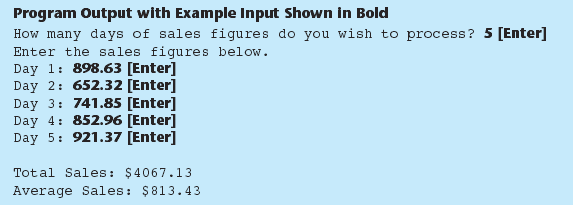 Program Output with Example Input Shown in Bold
How many days of sales figures do you wish to process? 5 [Enter]
Enter the sales figures below.
Day 1: 898.63 [Enter]
Day 2: 652.32 [Enter]
Day 3: 741.85 [Enter]
Day 4: 852.96 [Enter]
Day 5: 921.37 [Enter]
Total Sales: $4067.13
Average Sales: $813.43